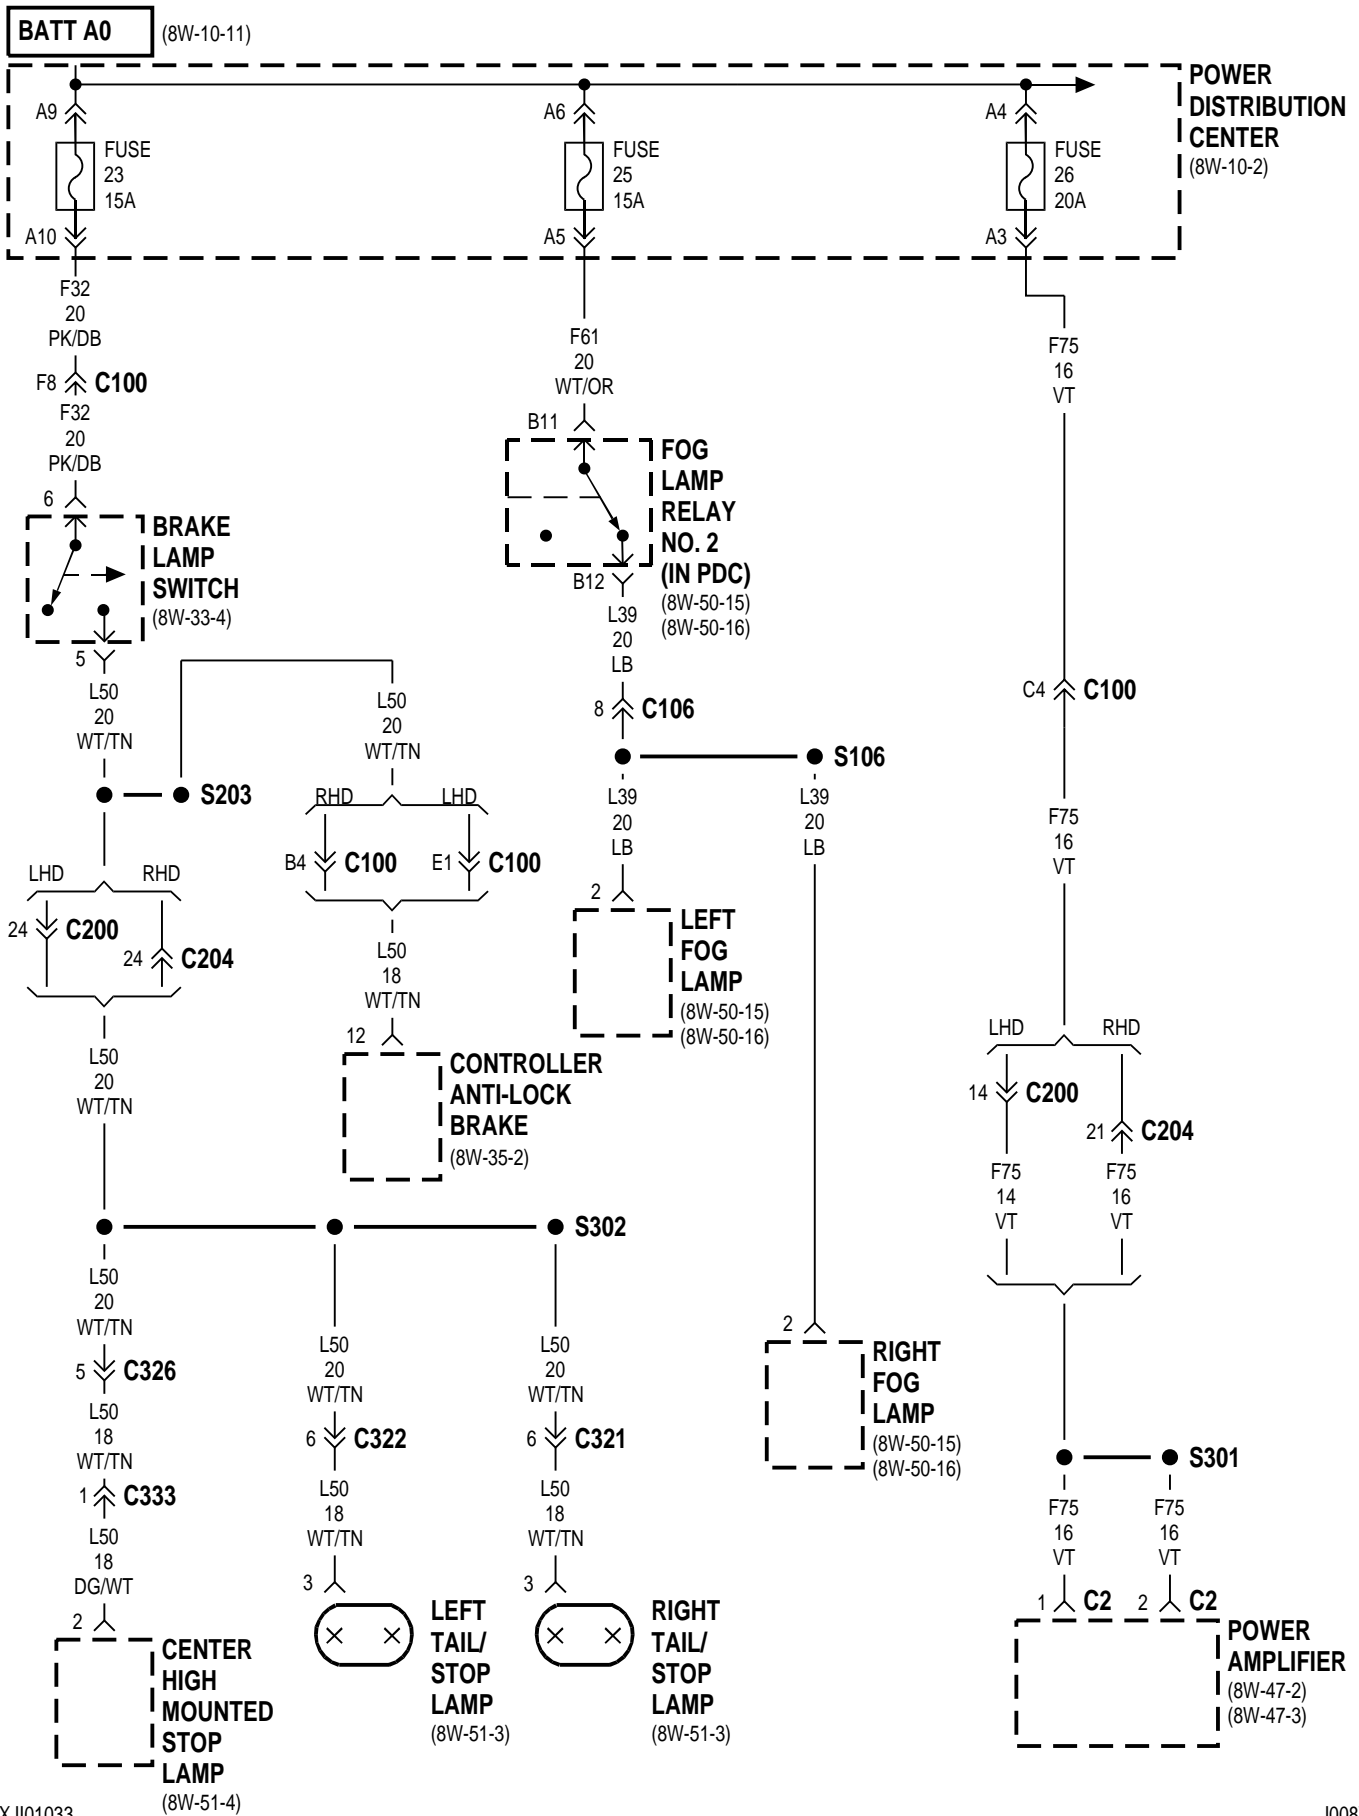 BATT A0
(8W-10-11)
POWER
DISTRIBUTION
CENTER
(8W-10-2)
A9
FUSE
23
15A
A10
A6
FUSE
25
15A
A5
A4
FUSE
26
20A
A3
F32
20
PK/DB
F8
C100
F32
20
PK/DB
6
BRAKE
LAMP
SWITCH
(8W-33-4)
5
L50
20
WT/TN
S203
L50
20
WT/TN
RHD
LHD
B4
C100
E1
C100
L50
18
WT/TN
12
CONTROLLER
ANTI-LOCK
BRAKE
(8W-35-2)
LHD
RHD
24
C200
24
C204
L50
20
WT/TN
S302
L50
20
WT/TN
5
C326
L50
18
WT/TN
1
C333
L50
18
DG/WT
2
CENTER
HIGH
MOUNTED
STOP
LAMP
(8W-51-4)
L50
20
WT/TN
6
C322
L50
18
WT/TN
3
LEFT
TAIL/
STOP
LAMP
(8W-51-3)
L50
20
WT/TN
6
C321
L50
18
WT/TN
3
RIGHT
TAIL/
STOP
LAMP
(8W-51-3)
F61
20
WT/OR
B11
FOG
LAMP
RELAY
NO. 2
(IN PDC)
(8W-50-15)
(8W-50-16)
B12
L39
20
LB
8
C106
S106
L39
20
LB
2
LEFT
FOG
LAMP
(8W-50-15)
(8W-50-16)
L39
20
LB
2
RIGHT
FOG
LAMP
(8W-50-15)
(8W-50-16)
F75
16
VT
C4
C100
F75
16
VT
LHD
RHD
14
C200
21
C204
F75
14
VT
F75
16
VT
S301
F75
16
VT
F75
16
VT
1
C2
2
C2
POWER
AMPLIFIER
(8W-47-2)
(8W-47-3)